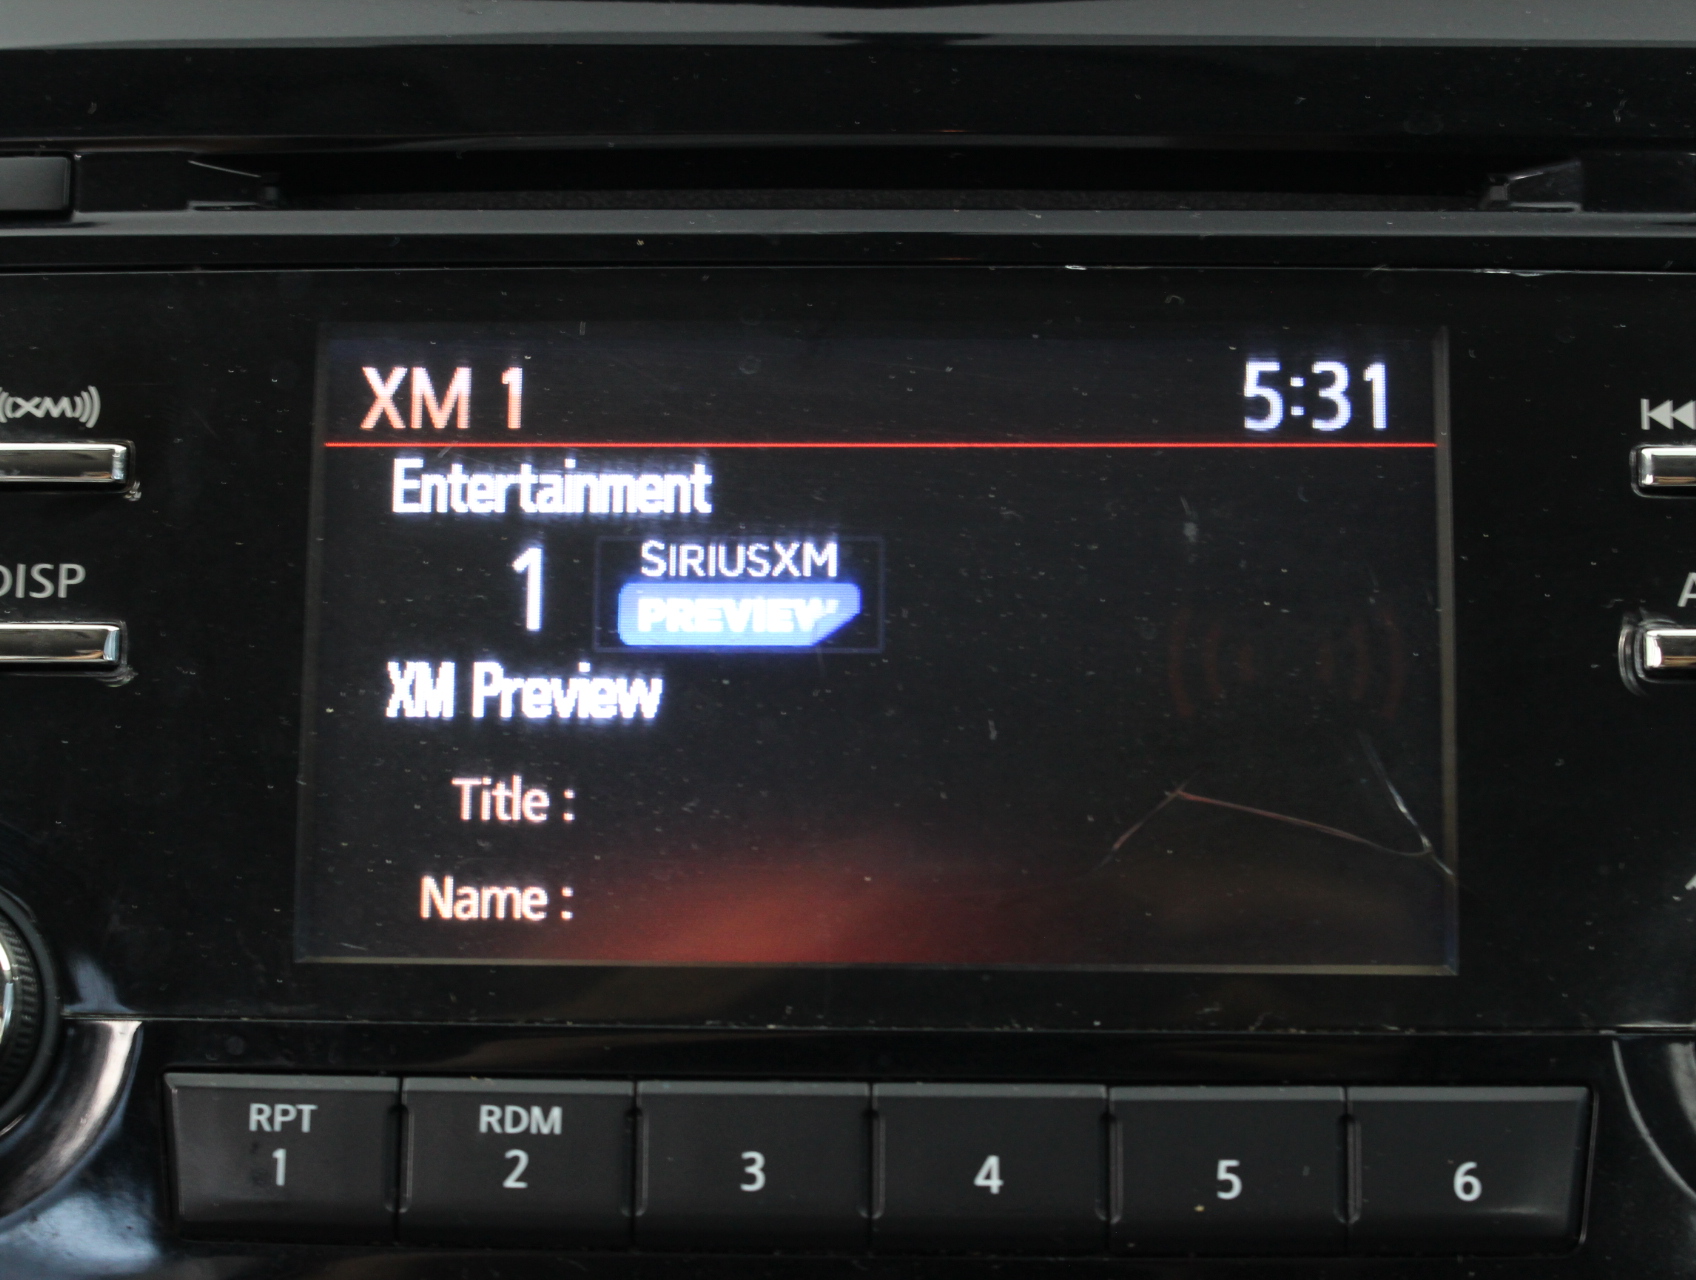 XM 1 5:31
Entertainment
1 SIRIUSXM
PREVIEW
XM Preview
Title :
Name :
((XM))
DISP
RPT
1
RDM
2
3
4
5
6